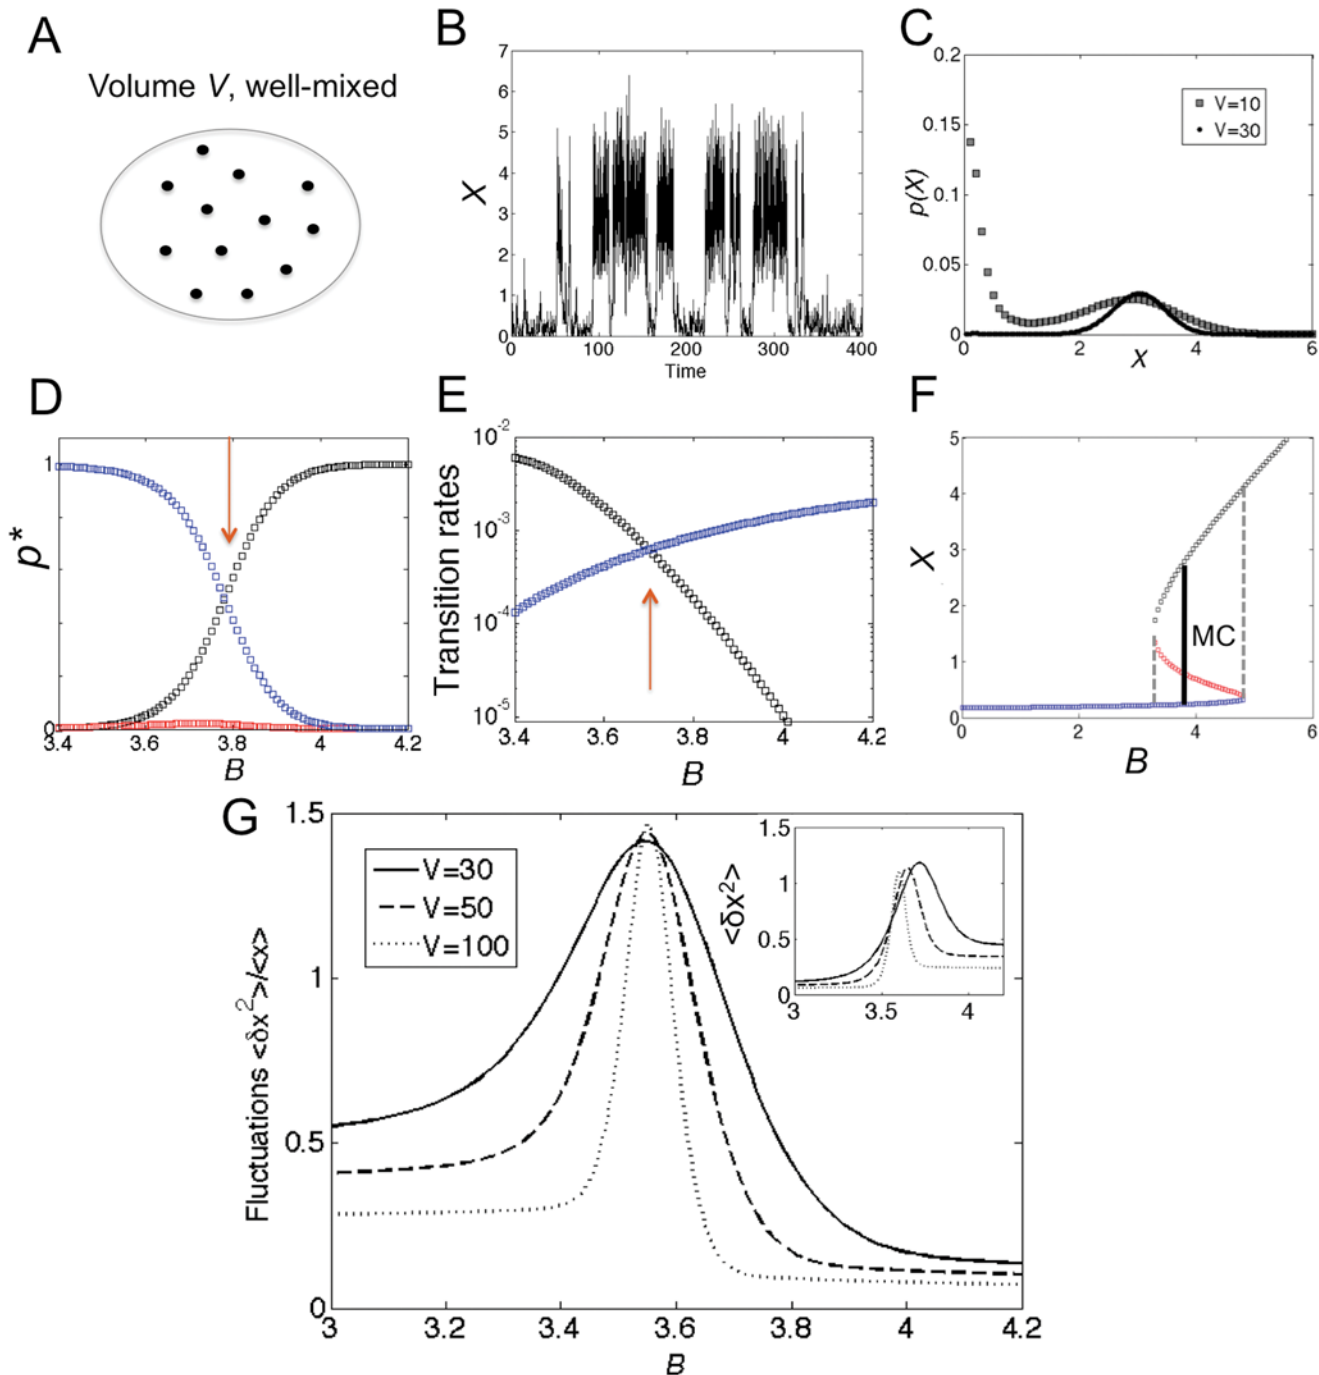 A
Volume V, well-mixed
B
X
7
6
5
4
3
2
1
0
0
100
200
300
400
Time
C
p(X)
0.2
0.15
0.1
0.05
0
V=10
V=30
0
2
4
6
X
D
p*
1
0
3.4
3.6
3.8
4
4.2
B
E
Transition rates
10-2
10-3
10-4
10-5
3.4
3.6
3.8
4
4.2
B
F
X
5
4
3
2
1
0
MC
0
2
4
6
B
G
Fluctuations <δx2>/<x>
1.5
1
0.5
0
V=30
V=50
V=100
3
3.2
3.4
3.6
3.8
4
4.2
B
<δx2>
1.5
1
0.5
0
3
3.5
4